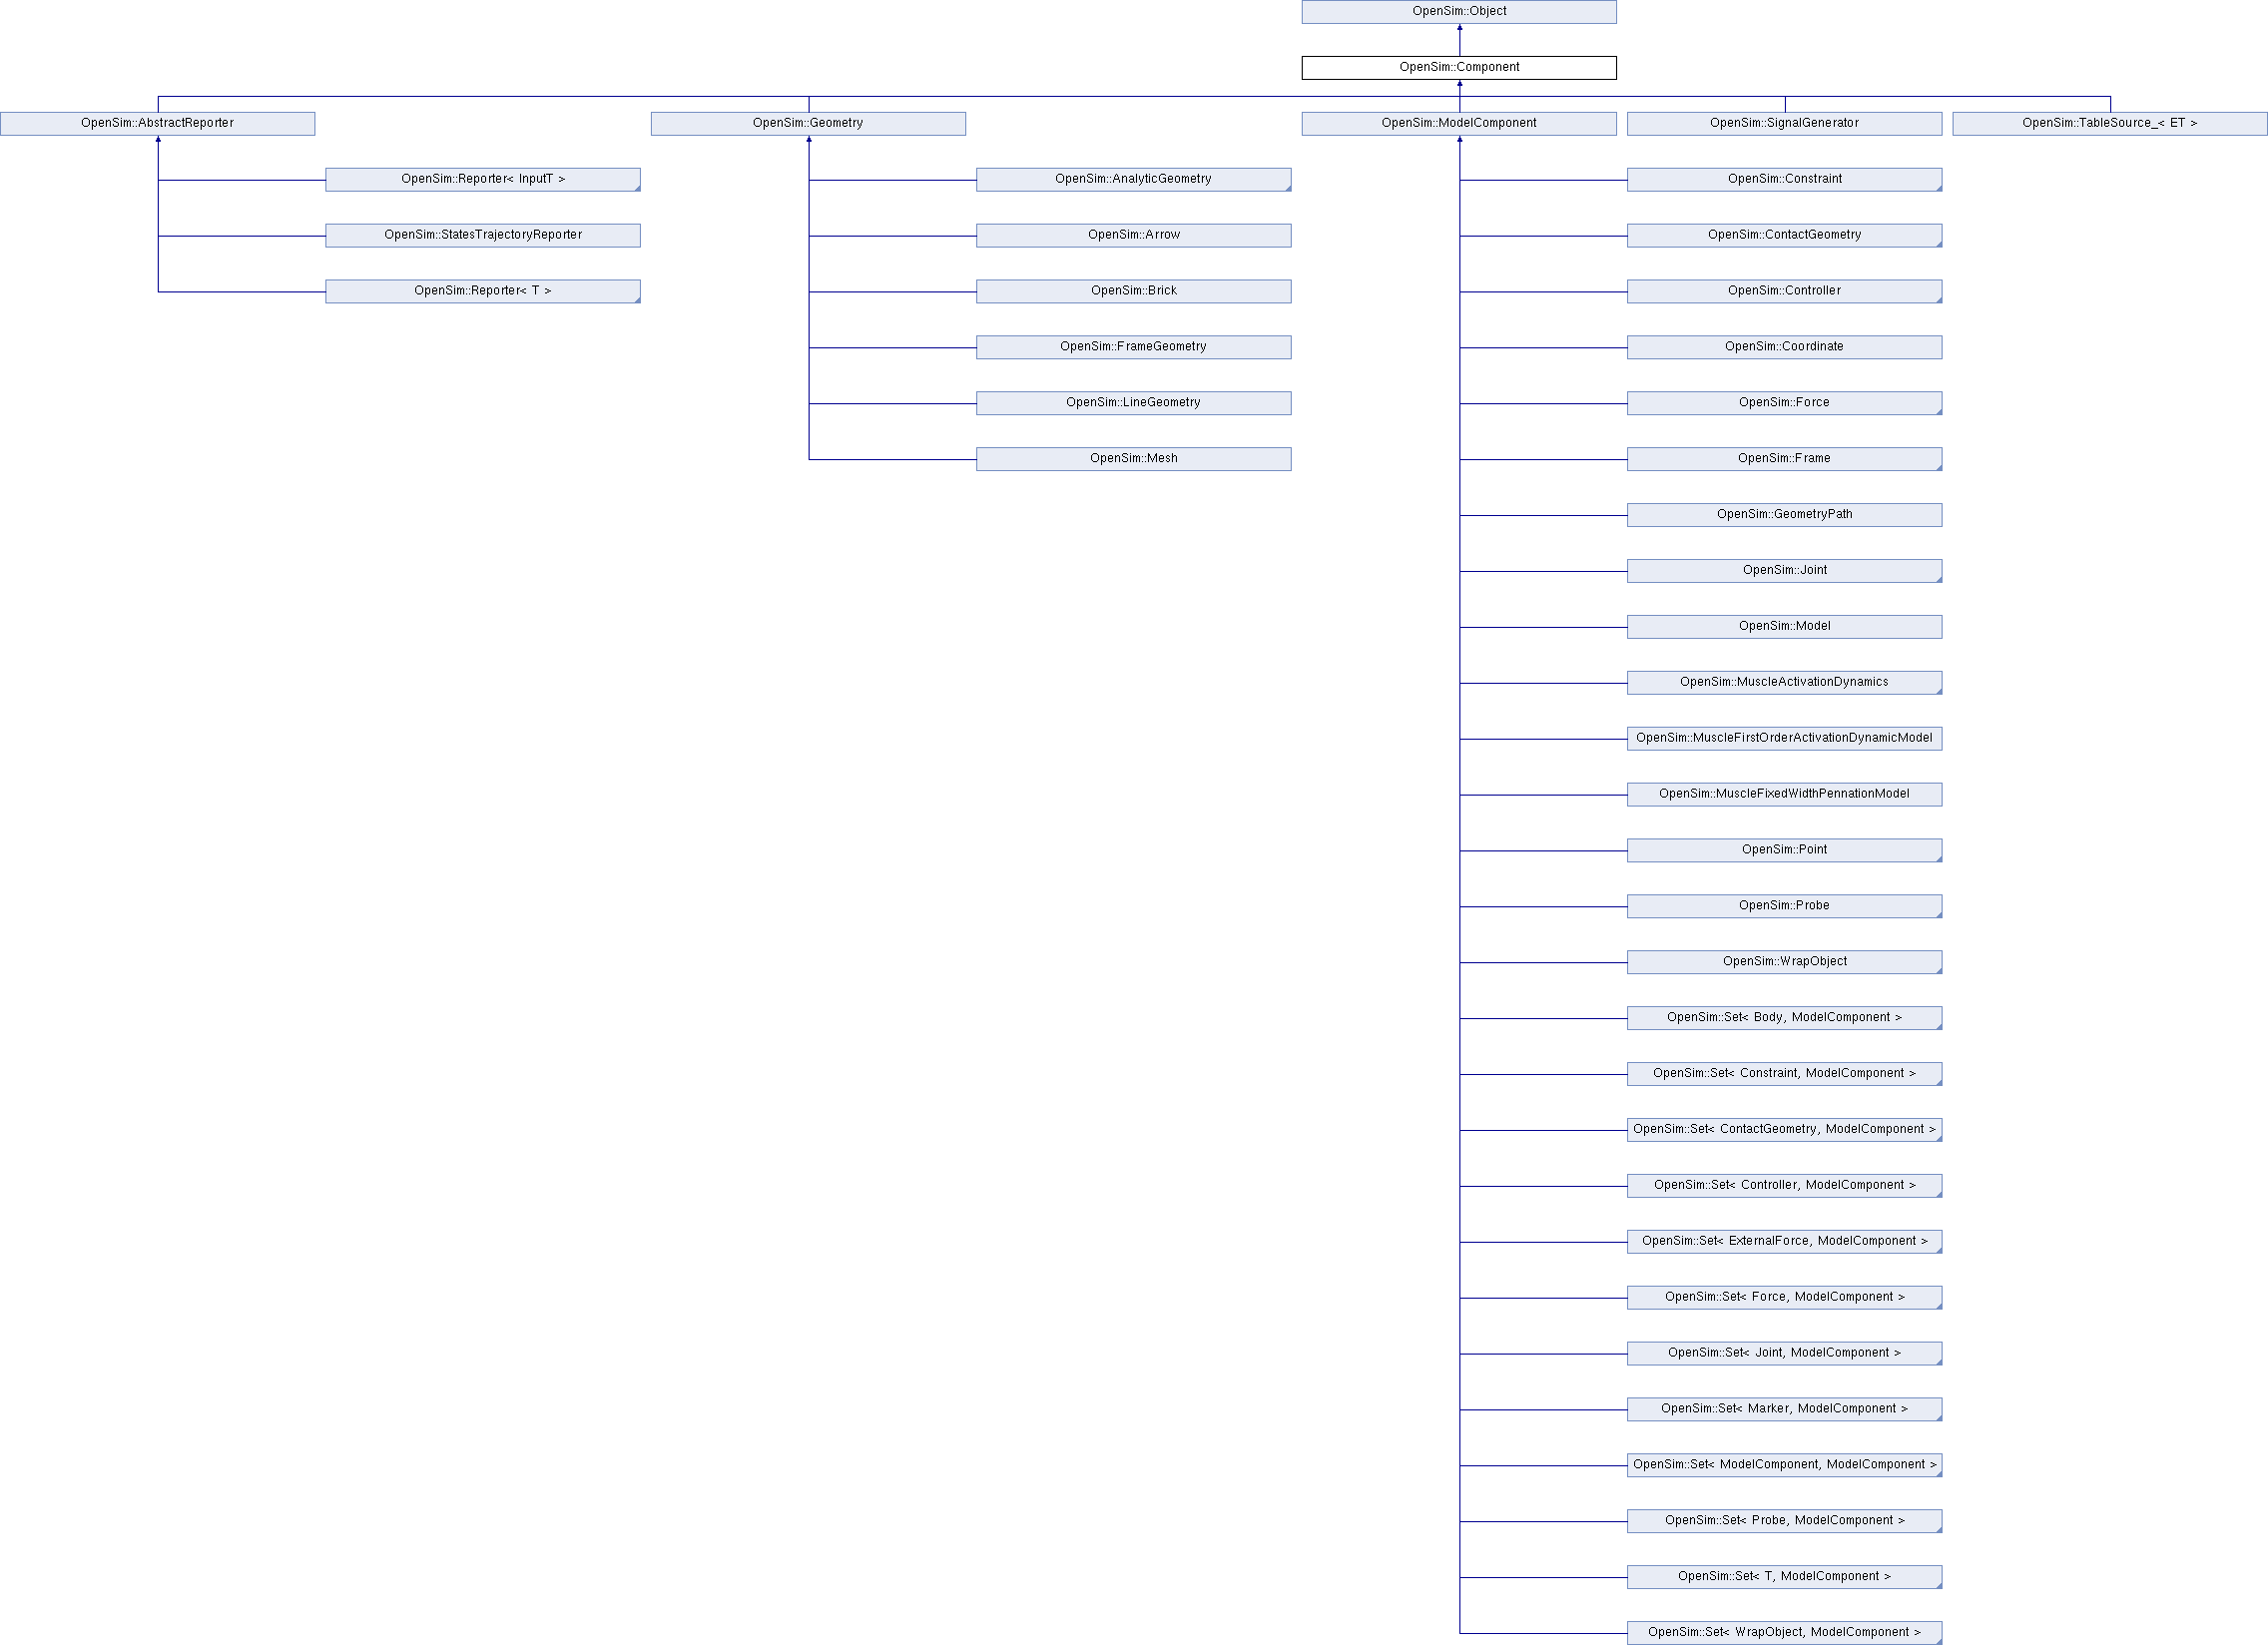 OpenSim::Object
OpenSim::Component
OpenSim::AbstractReporter
OpenSim::Geometry
OpenSim::ModelComponent
OpenSim::SignalGenerator
OpenSim::TableSource_< ET >
OpenSim::Reporter< InputT >
OpenSim::StatesTrajectoryReporter
OpenSim::Reporter< T >
OpenSim::AnalyticGeometry
OpenSim::Arrow
OpenSim::Brick
OpenSim::FrameGeometry
OpenSim::LineGeometry
OpenSim::Mesh
OpenSim::Constraint
OpenSim::ContactGeometry
OpenSim::Controller
OpenSim::Coordinate
OpenSim::Force
OpenSim::Frame
OpenSim::GeometryPath
OpenSim::Joint
OpenSim::Model
OpenSim::MuscleActivationDynamics
OpenSim::MuscleFirstOrderActivationDynamicModel
OpenSim::MuscleFixedWidthPennationModel
OpenSim::Point
OpenSim::Probe
OpenSim::WrapObject
OpenSim::Set< Body, ModelComponent >
OpenSim::Set< Constraint, ModelComponent >
OpenSim::Set< ContactGeometry, ModelComponent >
OpenSim::Set< Controller, ModelComponent >
OpenSim::Set< ExternalForce, ModelComponent >
OpenSim::Set< Force, ModelComponent >
OpenSim::Set< Joint, ModelComponent >
OpenSim::Set< Marker, ModelComponent >
OpenSim::Set< ModelComponent, ModelComponent >
OpenSim::Set< Probe, ModelComponent >
OpenSim::Set< T, ModelComponent >
OpenSim::Set< WrapObject, ModelComponent >